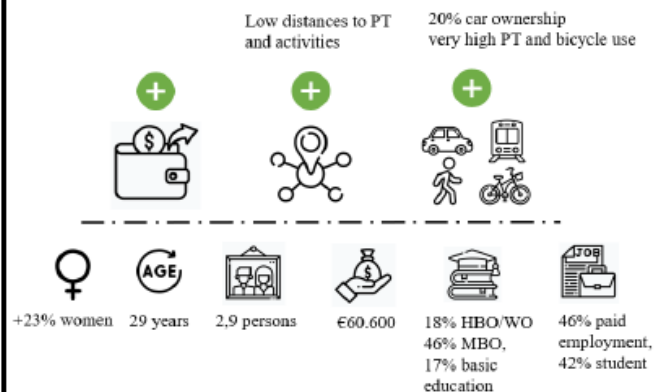 Low distances to PT
and activities
20% car ownership
very high PT and bicycle use
$
AGE
$
JOB
+23% women
29 years
2,9 persons
€60.600
18% HBO/WO
46% MBO,
17% basic
education
46% paid
employment,
42% student